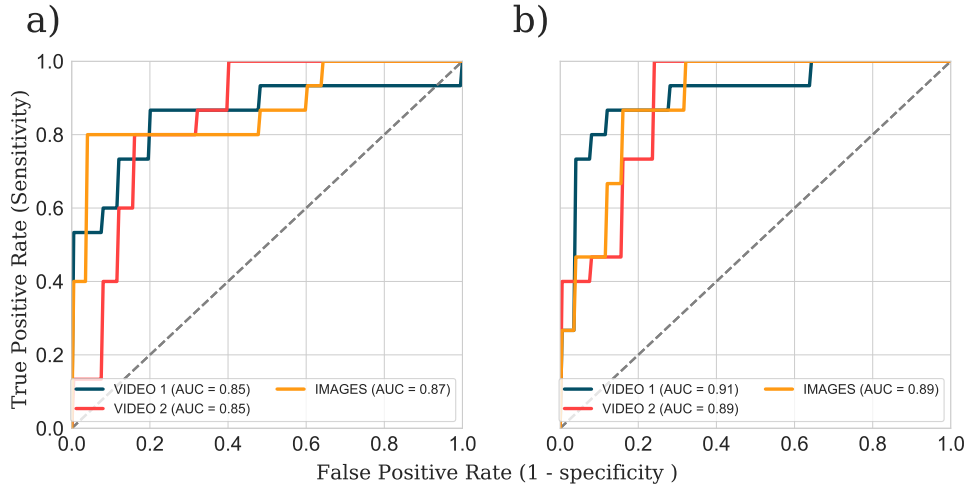 a)
b)
True Positive Rate (Sensitivity)
1.0
0.8
0.6
0.4
0.2
0.0
VIDEO 1 (AUC = 0.85)
VIDEO 2 (AUC = 0.85)
IMAGES (AUC = 0.87)
0.0 0.2 0.4 0.6 0.8 1.0
VIDEO 1 (AUC = 0.91)
VIDEO 2 (AUC = 0.89)
IMAGES (AUC = 0.89)
0.0 0.2 0.4 0.6 0.8 1.0
False Positive Rate (1 - specificity )